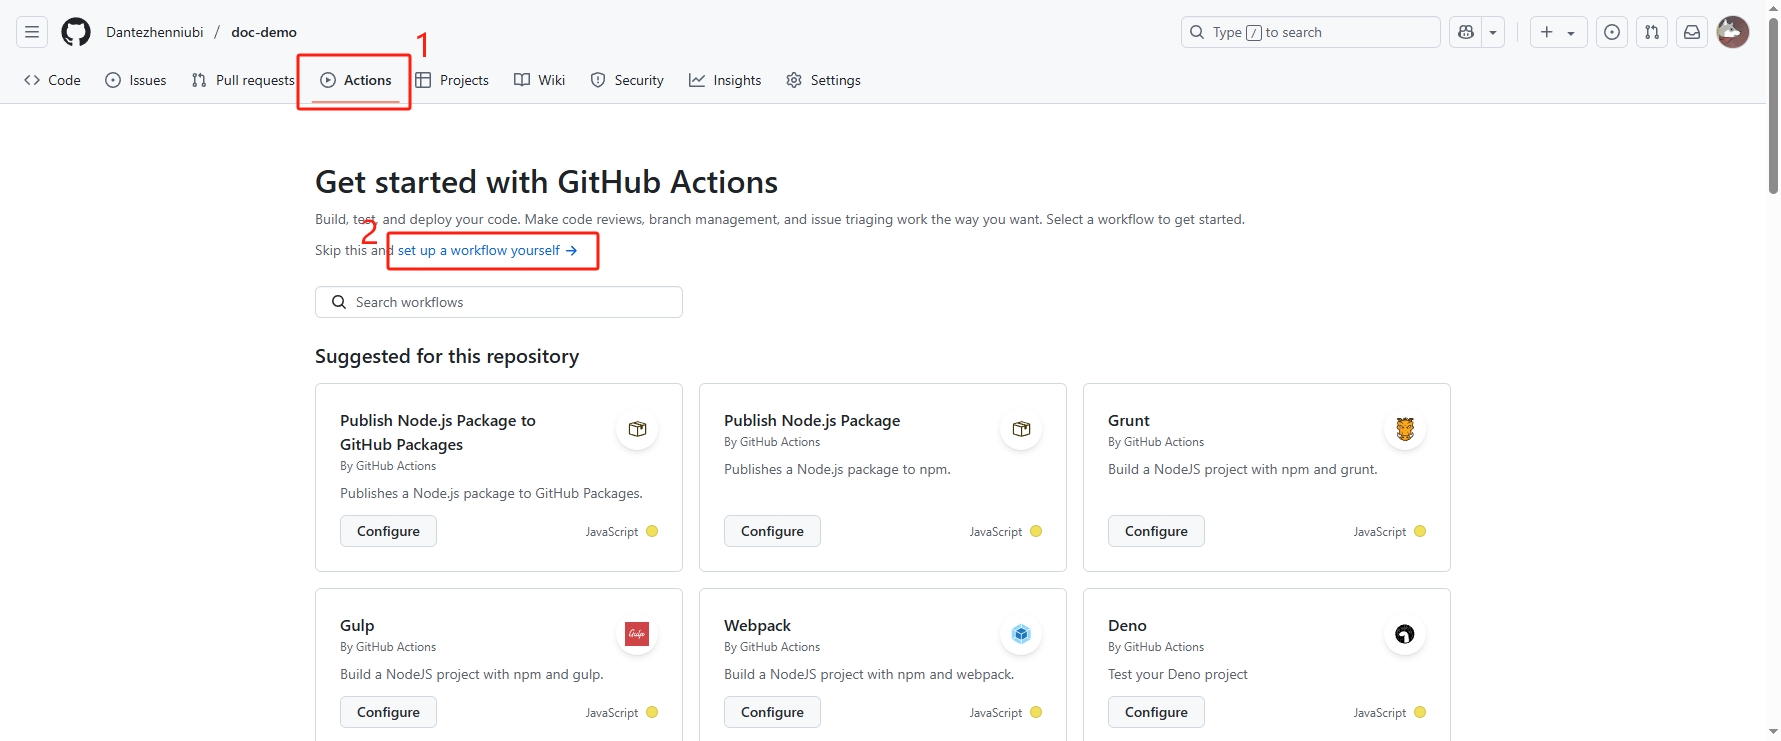 Dantezhenniubi / doc-demo
Type / to search
1
Code Issues Pull requests Actions Projects Wiki Security Insights Settings
Get started with GitHub Actions
Build, test, and deploy your code. Make code reviews, branch management, and issue triaging work the way you want. Select a workflow to get started.
2
Skip this and set up a workflow yourself →
Search workflows
Suggested for this repository
Publish Node.js Package to
GitHub Packages
By GitHub Actions
Publishes a Node.js package to GitHub Packages.
Configure
JavaScript
Publish Node.js Package
By GitHub Actions
Publishes a Node.js package to npm.
Configure
JavaScript
Grunt
By GitHub Actions
Build a NodeJS project with npm and grunt.
Configure
JavaScript
Gulp
Gulp
By GitHub Actions
Build a NodeJS project with npm and gulp.
Configure
JavaScript
Webpack
By GitHub Actions
Build a NodeJS project with npm and webpack.
Configure
JavaScript
Deno
By GitHub Actions
Test your Deno project
Configure
JavaScript